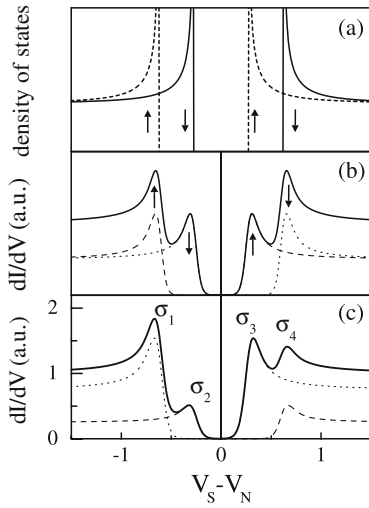 density of states
(a)
dI/dV (a.u.)
(b)
dI/dV (a.u.)
2
1
0
σ1
σ2
σ3
σ4
(c)
-1
0
1
VS-VN